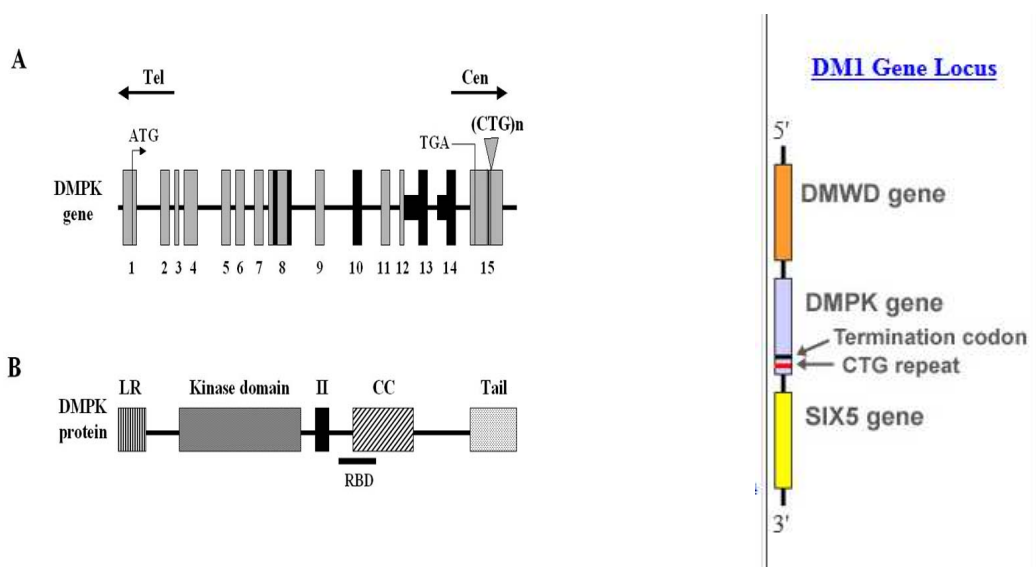 A
Tel
Cen
(CTG)n
ATG
TGA
DMPK
gene
1 2 3 4 5 6 7 8 9 10 11 12 13 14 15
B
LR Kinase domain II CC Tail
DMPK
protein
RBD
DM1 Gene Locus
5'
DMWD gene
DMPK gene
Termination codon
CTG repeat
SIX5 gene
3'